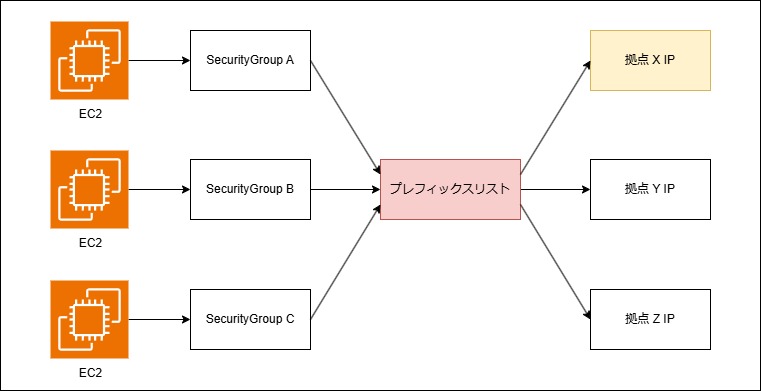 SecurityGroup A
拠点 X IP
EC2
SecurityGroup B
プレフィックスリスト
拠点 Y IP
EC2
SecurityGroup C
拠点 Z IP
EC2